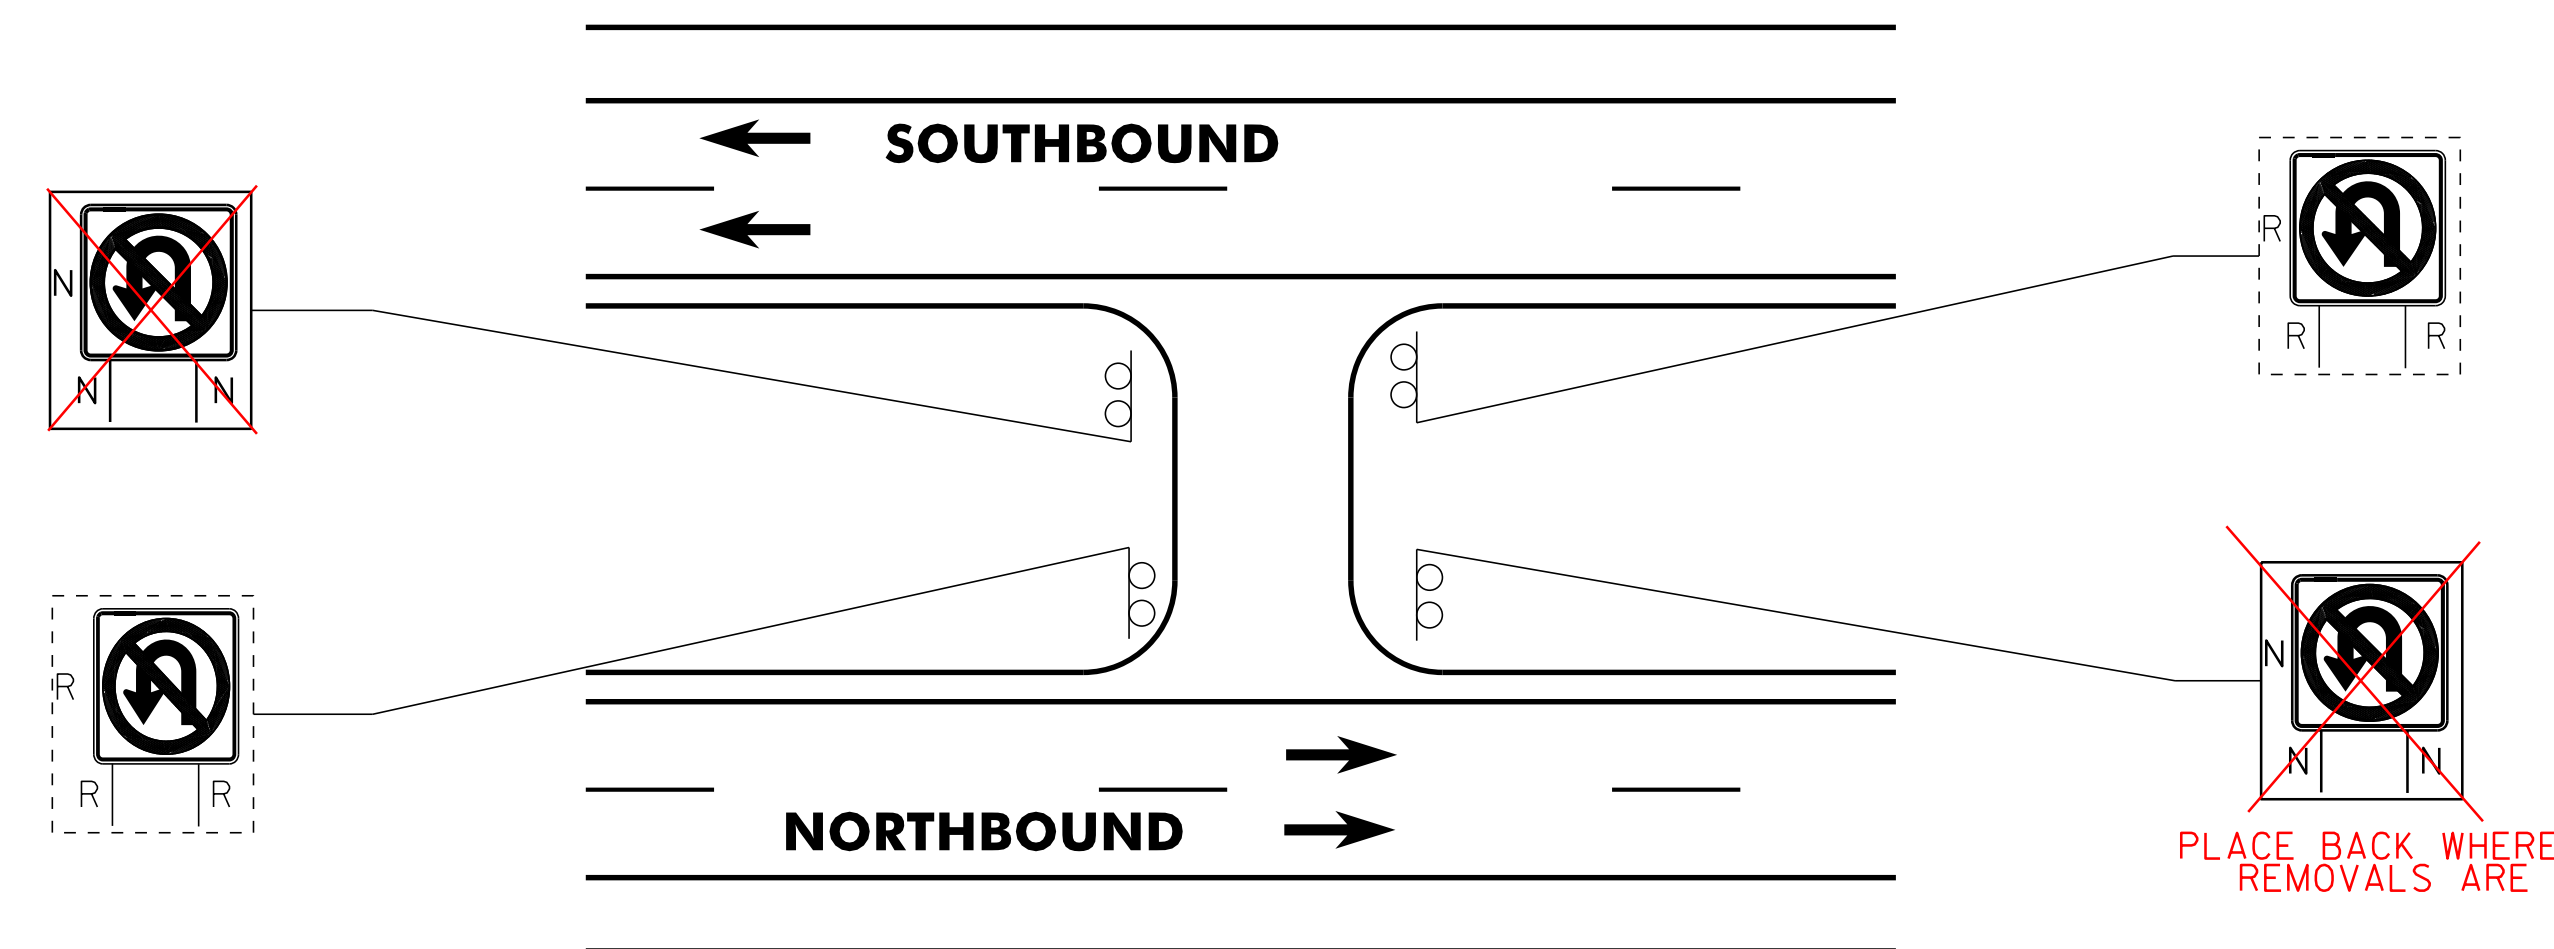 SOUTHBOUND
N
N N
R
R R
R
R R
N
N N
NORTHBOUND
PLACE BACK WHERE
REMOVALS ARE